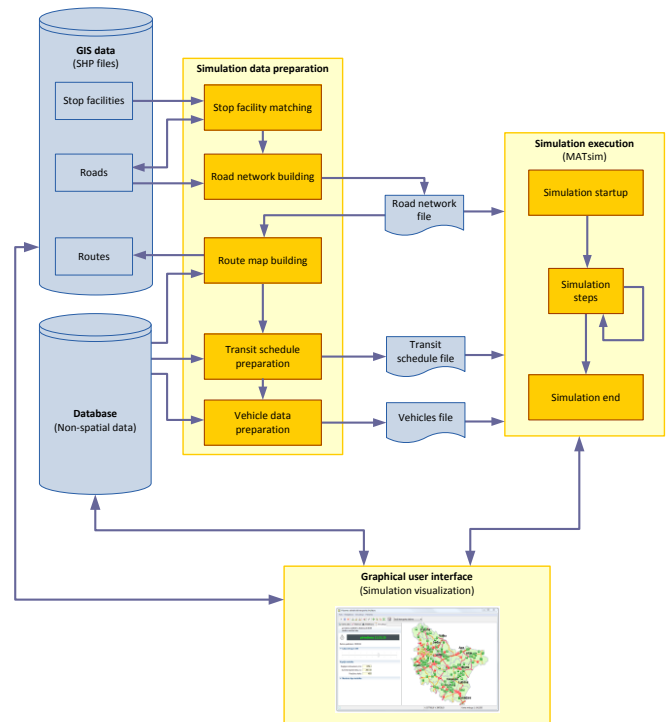 GIS data
(SHP files)
Stop facilities
Roads
Routes
Simulation data preparation
Stop facility matching
Road network building
Route map building
Transit schedule
preparation
Vehicle data
preparation
Road network
file
Transit
schedule file
Vehicles file
Simulation execution
(MATsim)
Simulation startup
Simulation
steps
Simulation end
Database
(Non-spatial data)
Graphical user interface
(Simulation visualization)